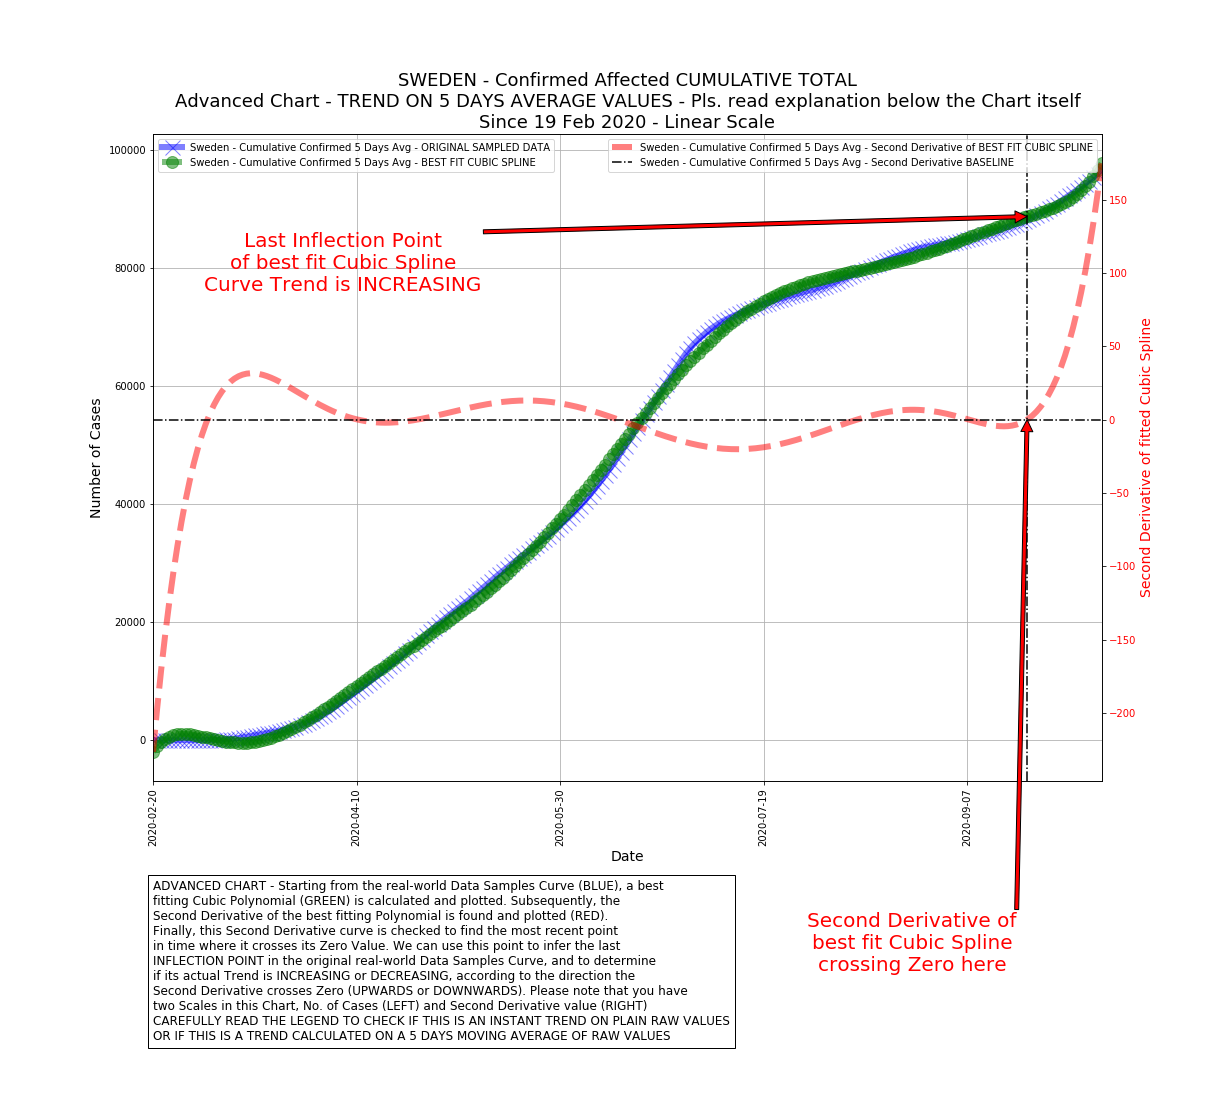 SWEDEN - Confirmed Affected CUMULATIVE TOTAL
Advanced Chart - TREND ON 5 DAYS AVERAGE VALUES - Pls. read explanation below the Chart itself
Since 19 Feb 2020 - Linear Scale
Sweden - Cumulative Confirmed 5 Days Avg - ORIGINAL SAMPLED DATA
Sweden - Cumulative Confirmed 5 Days Avg - BEST FIT CUBIC SPLINE
Sweden - Cumulative Confirmed 5 Days Avg - Second Derivative of BEST FIT CUBIC SPLINE
Sweden - Cumulative Confirmed 5 Days Avg - Second Derivative BASELINE
100000
80000
60000
40000
20000
0
Number of Cases
Last Inflection Point
of best fit Cubic Spline
Curve Trend is INCREASING
150
100
50
0
−50
−100
−150
−200
Second Derivative of fitted Cubic Spline
2020-02-20
2020-04-10
2020-05-30
2020-07-19
2020-09-07
Date
ADVANCED CHART - Starting from the real-world Data Samples Curve (BLUE), a best
fitting Cubic Polynomial (GREEN) is calculated and plotted. Subsequently, the
Second Derivative of the best fitting Polynomial is found and plotted (RED).
Finally, this Second Derivative curve is checked to find the most recent point
in time where it crosses its Zero Value. We can use this point to infer the last
INFLECTION POINT in the original real-world Data Samples Curve, and to determine
if its actual Trend is INCREASING or DECREASING, according to the direction the
Second Derivative crosses Zero (UPWARDS or DOWNWARDS). Please note that you have
two Scales in this Chart, No. of Cases (LEFT) and Second Derivative value (RIGHT)
CAREFULLY READ THE LEGEND TO CHECK IF THIS IS AN INSTANT TREND ON PLAIN RAW VALUES
OR IF THIS IS A TREND CALCULATED ON A 5 DAYS MOVING AVERAGE OF RAW VALUES
Second Derivative of
best fit Cubic Spline
crossing Zero here